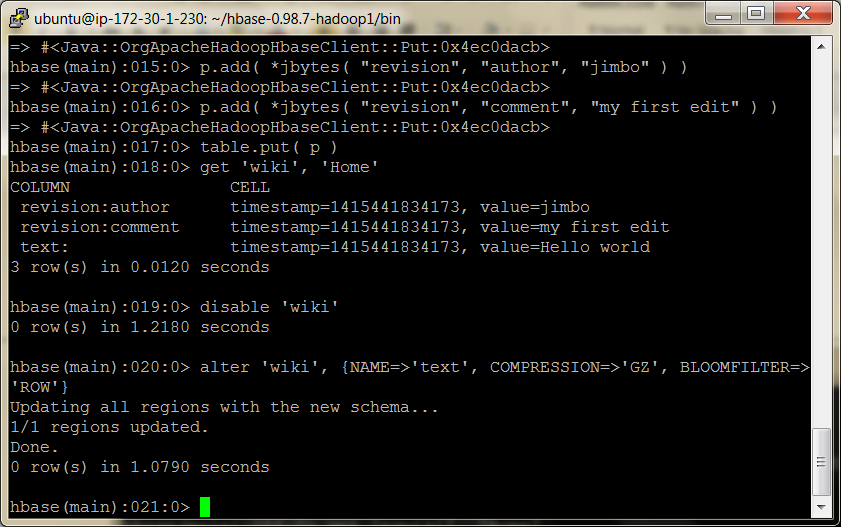 ubuntu@ip-172-30-1-230: ~/hbase-0.98.7-hadoop1/bin
=> #<Java::OrgApacheHadoopHbaseClient::Put:0x4ec0dacb>
hbase(main):015:0> p.add( *jbytes( "revision", "author", "jimbo" ) )
=> #<Java::OrgApacheHadoopHbaseClient::Put:0x4ec0dacb>
hbase(main):016:0> p.add( *jbytes( "revision", "comment", "my first edit" ) )
=> #<Java::OrgApacheHadoopHbaseClient::Put:0x4ec0dacb>
hbase(main):017:0> table.put( p )
hbase(main):018:0> get 'wiki', 'Home'
COLUMN                CELL
 revision:author      timestamp=1415441834173, value=jimbo
 revision:comment     timestamp=1415441834173, value=my first edit
 text:                timestamp=1415441834173, value=Hello world
3 row(s) in 0.0120 seconds
hbase(main):019:0> disable 'wiki'
0 row(s) in 1.2180 seconds
hbase(main):020:0> alter 'wiki', {NAME=>'text', COMPRESSION=>'GZ', BLOOMFILTER=>
'ROW'}
Updating all regions with the new schema...
1/1 regions updated.
Done.
0 row(s) in 1.0790 seconds
hbase(main):021:0>